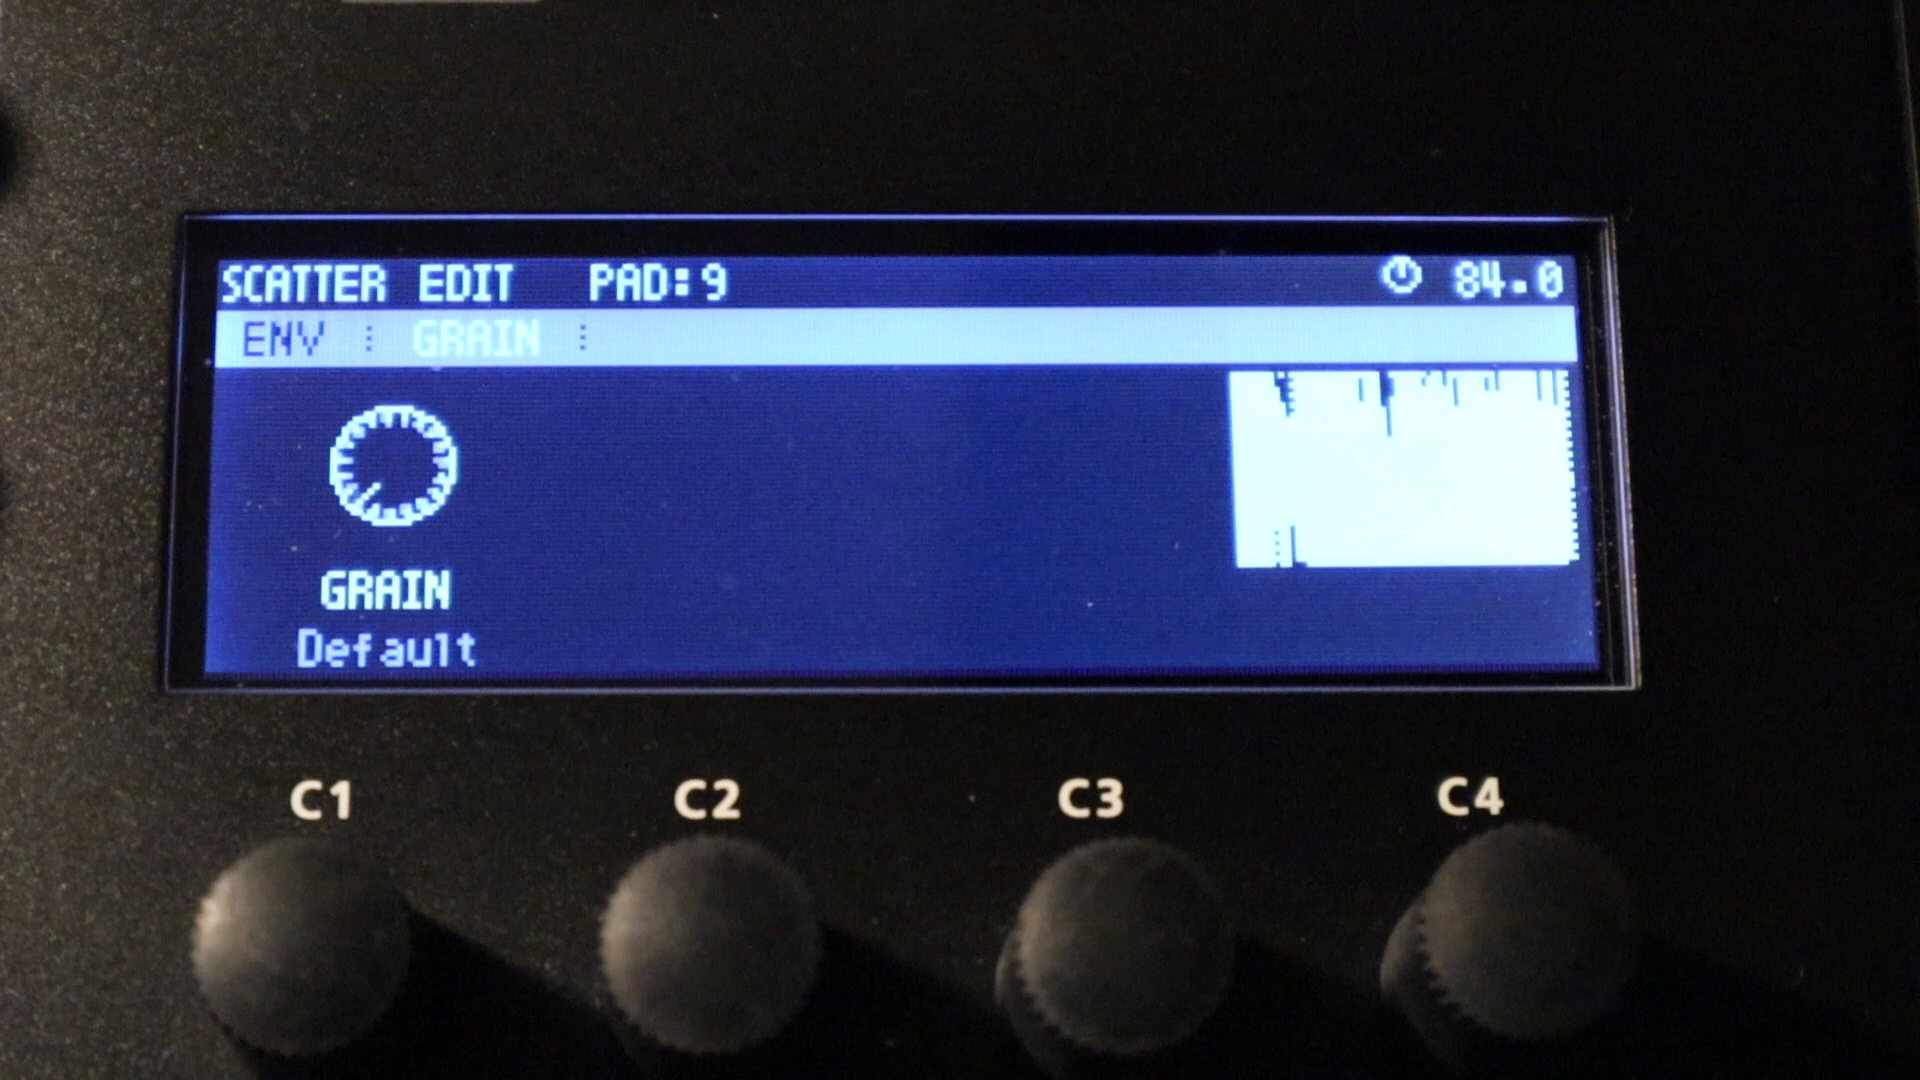 SCATTER EDIT PAD:9 84.0
ENV GRAIN
GRAIN
Default
C1 C2 C3 C4